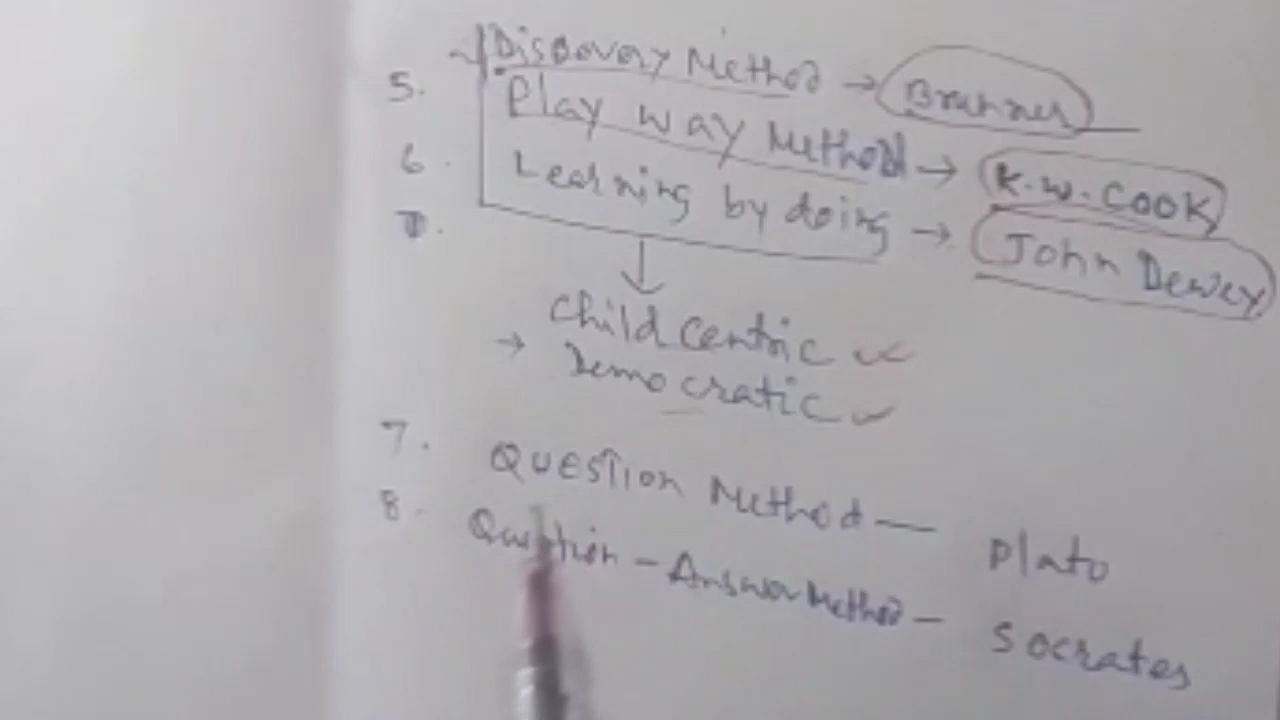 Discovery Method → Bruner
5. Play way Method → K.W. COOK
6. Learning by doing → John Dewey
7.
Child Centric ✓
→ Democratic ✓
7. QUESTION Method — Plato
8. Question - Answer Method - Socrates